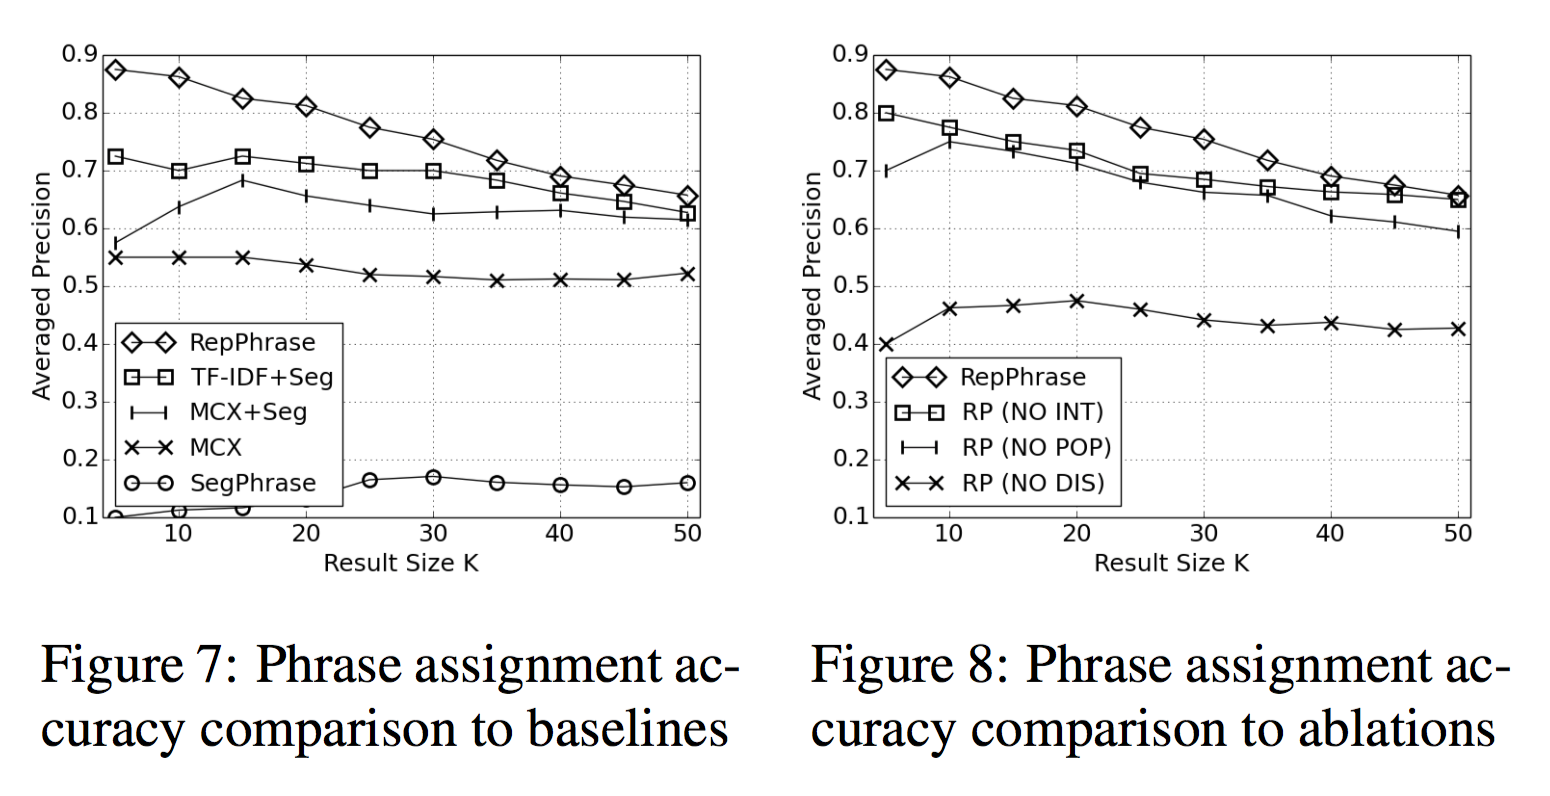 0.9
0.8
0.7
0.6
0.5
0.4
0.3
0.2
0.1
Averaged Precision
RepPhrase
TF-IDF+Seg
MCX+Seg
MCX
SegPhrase
10 20 30 40 50
Result Size K
Figure 7: Phrase assignment ac-
curacy comparison to baselines
0.9
0.8
0.7
0.6
0.5
0.4
0.3
0.2
0.1
Averaged Precision
RepPhrase
RP (NO INT)
RP (NO POP)
RP (NO DIS)
10 20 30 40 50
Result Size K
Figure 8: Phrase assignment ac-
curacy comparison to ablations